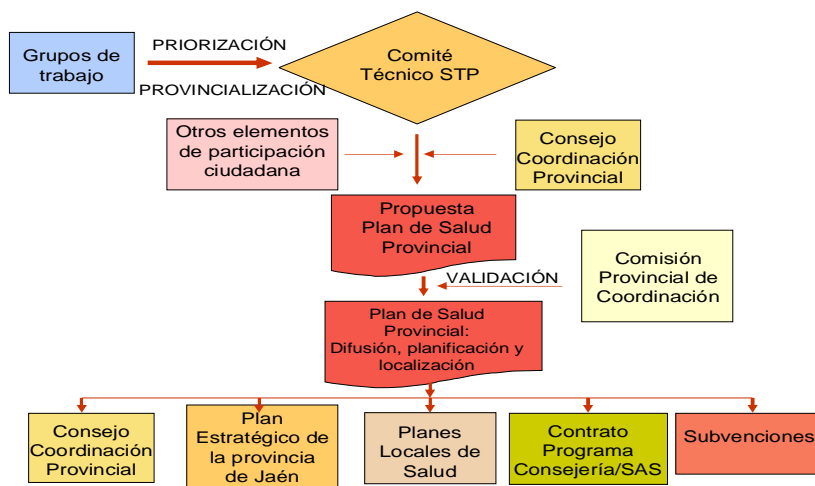 Grupos de
trabajo
PRIORIZACIÓN
PROVINCIALIZACIÓN
Comité
Técnico STP
Otros elementos
de participación
ciudadana
Consejo
Coordinación
Provincial
Propuesta
Plan de Salud
Provincial
VALIDACIÓN
Comisión
Provincial de
Coordinación
Plan de Salud
Provincial:
Difusión, planificación y
localización
Consejo
Coordinación
Provincial
Plan
Estratégico de
la provincia
de Jaén
Planes
Locales de
Salud
Contrato
Programa
Consejería/SAS
Subvenciones